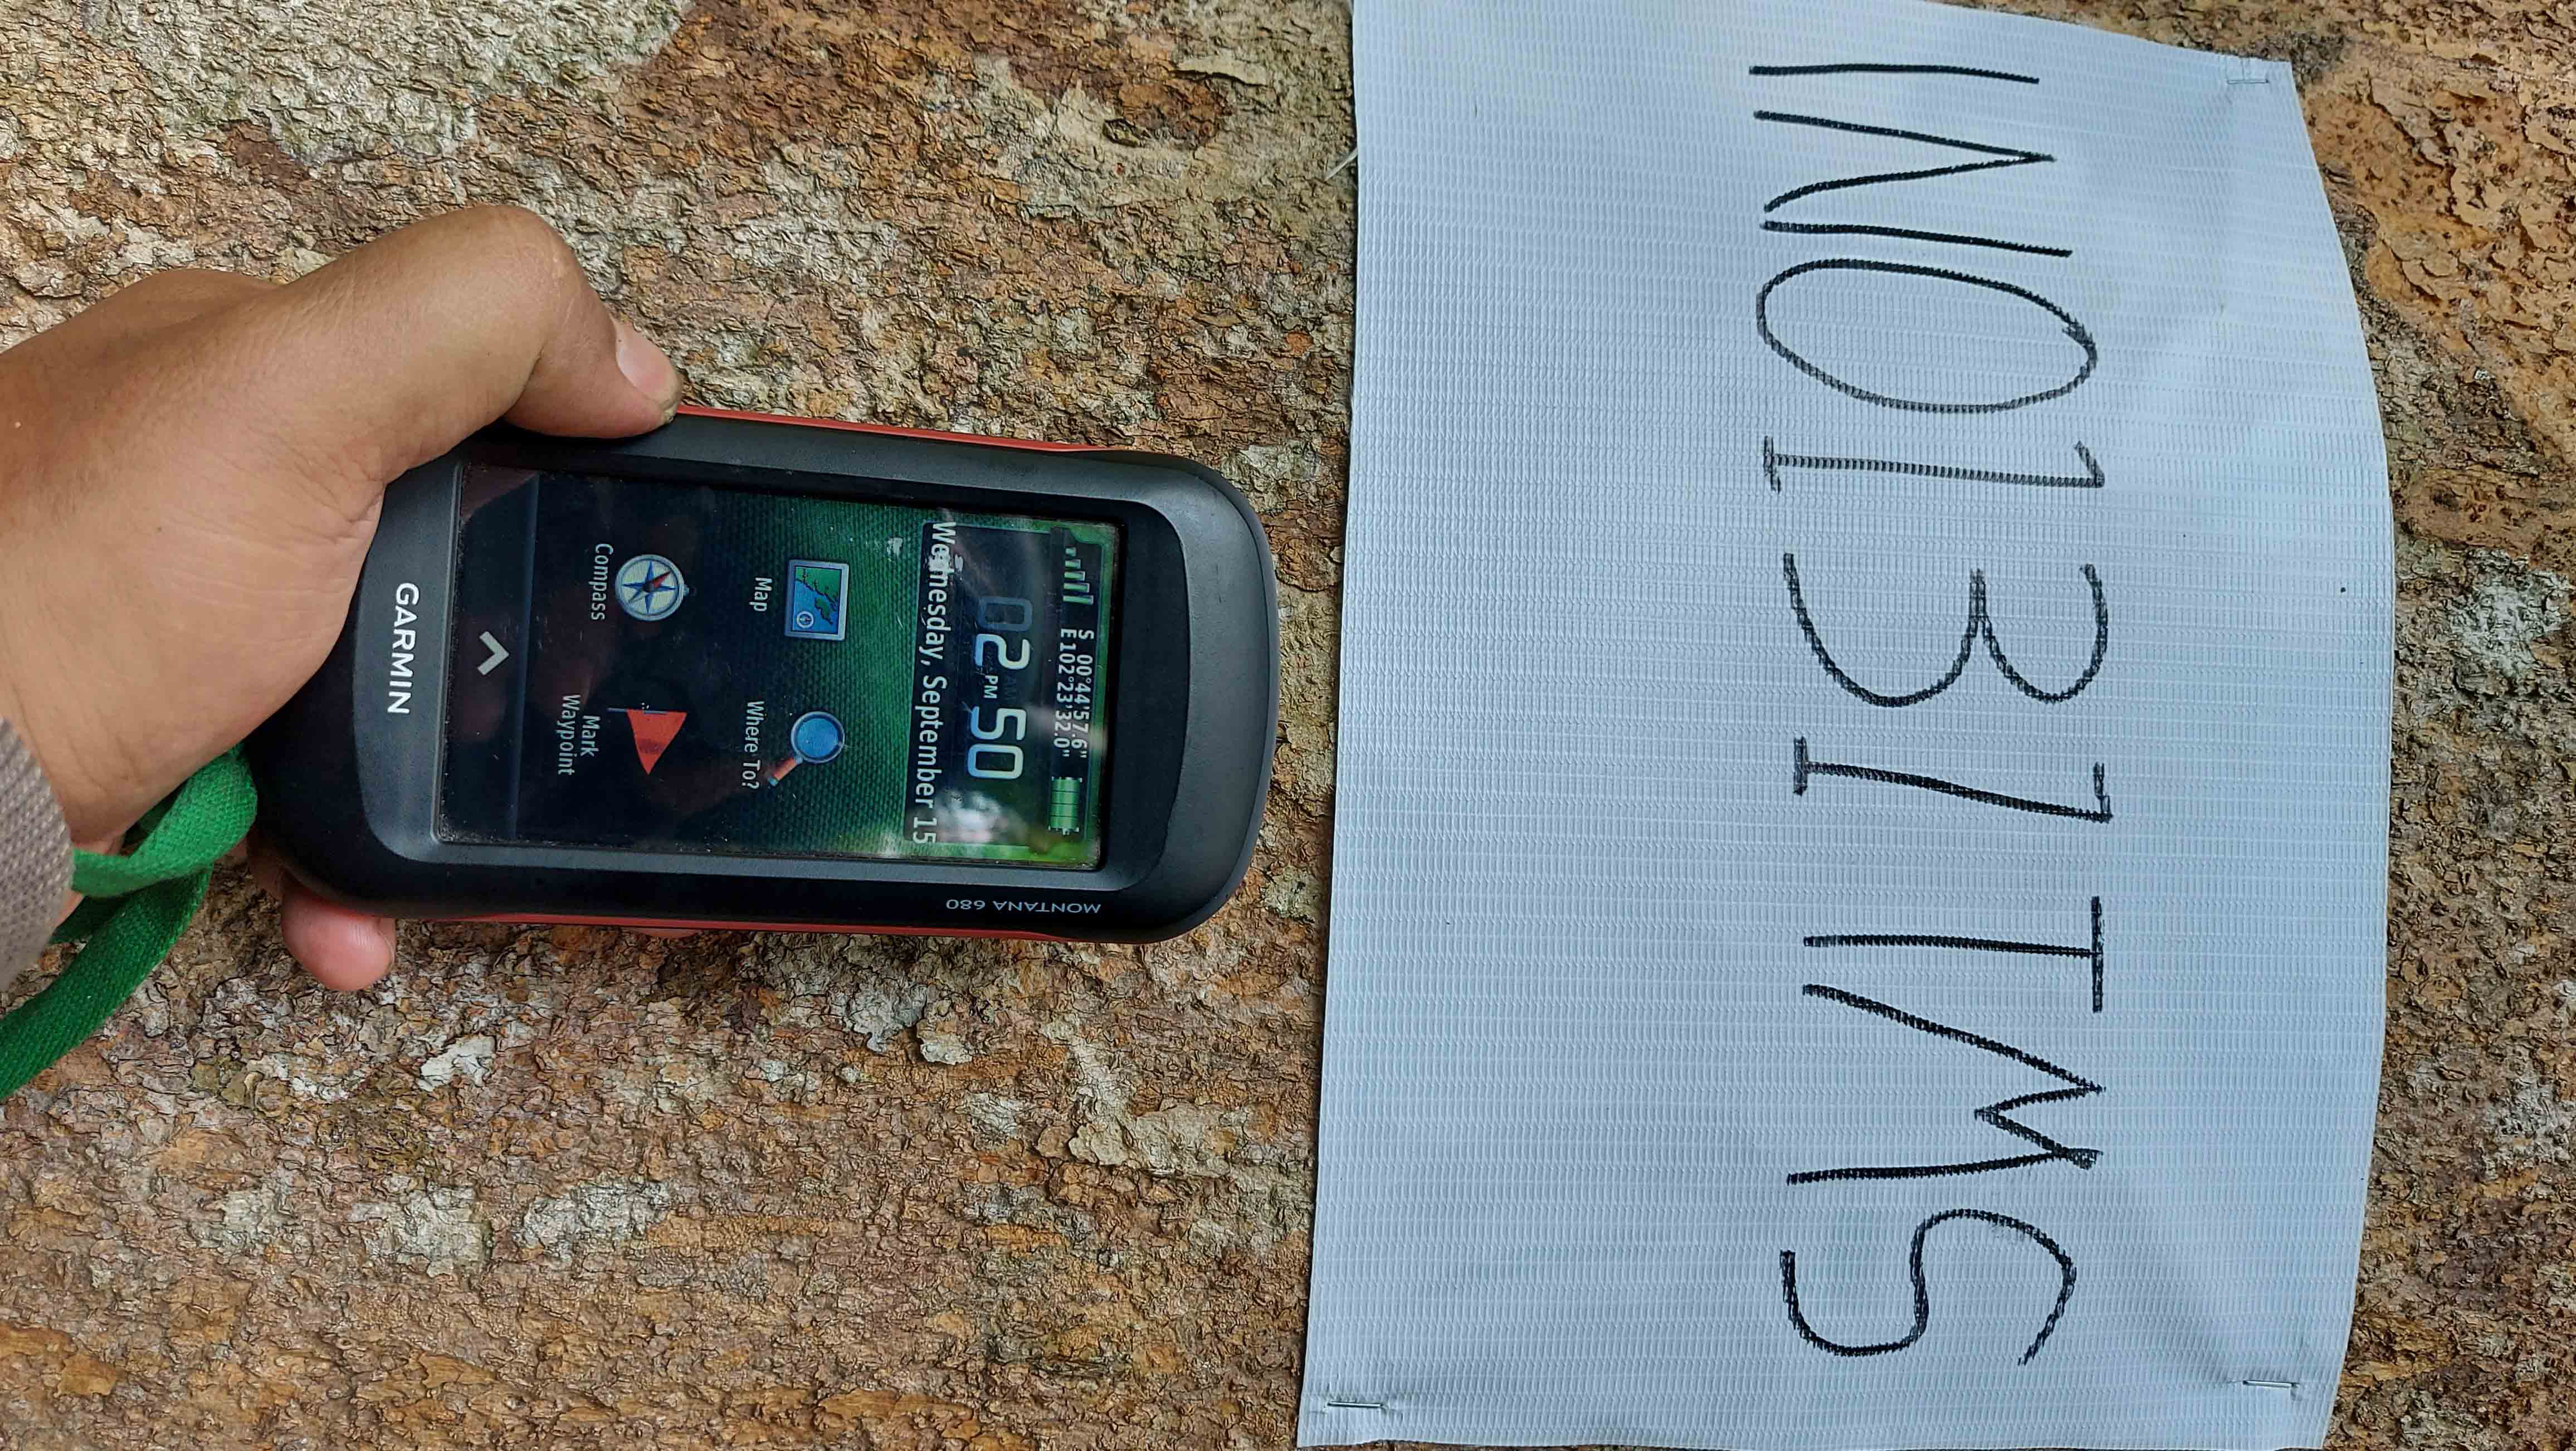 INO131TMS
S 00°44'57.6"
E 102°23'32.0"
02 AM PM 50
Wednesday, September 15
Map
Where To?
Compass
Mark
Waypoint
GARMIN
MONTANA 680